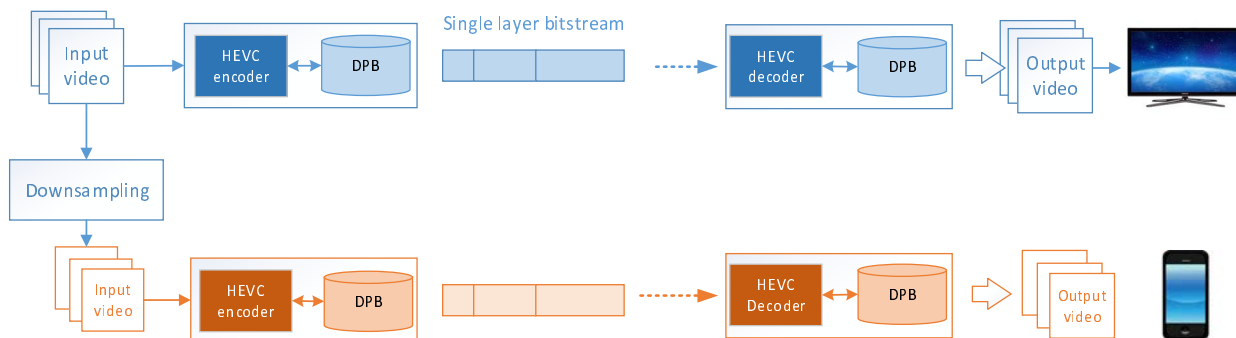 Input
video
HEVC
encoder
DPB
Single layer bitstream
HEVC
decoder
DPB
Output
video
Downsampling
Input
video
HEVC
encoder
DPB
HEVC
Decoder
DPB
Output
video